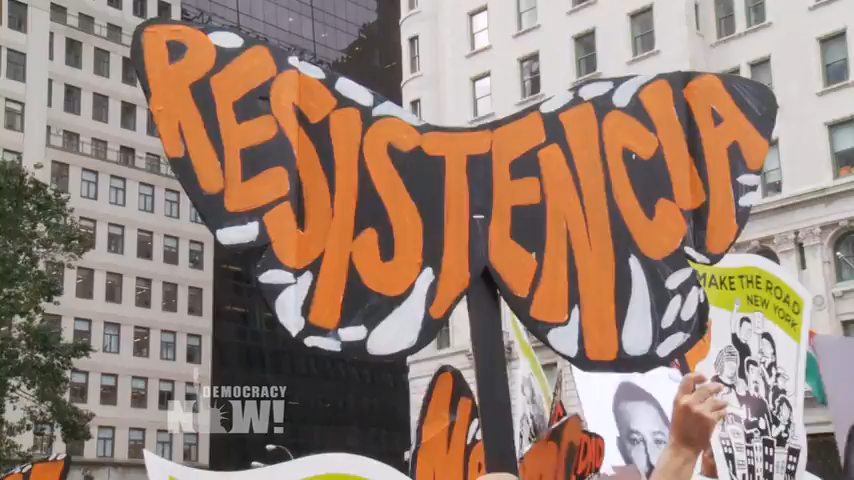 RESISTENCIA
MAKE THE ROAD
NEW YORK
DEMOCRACY
NOW!